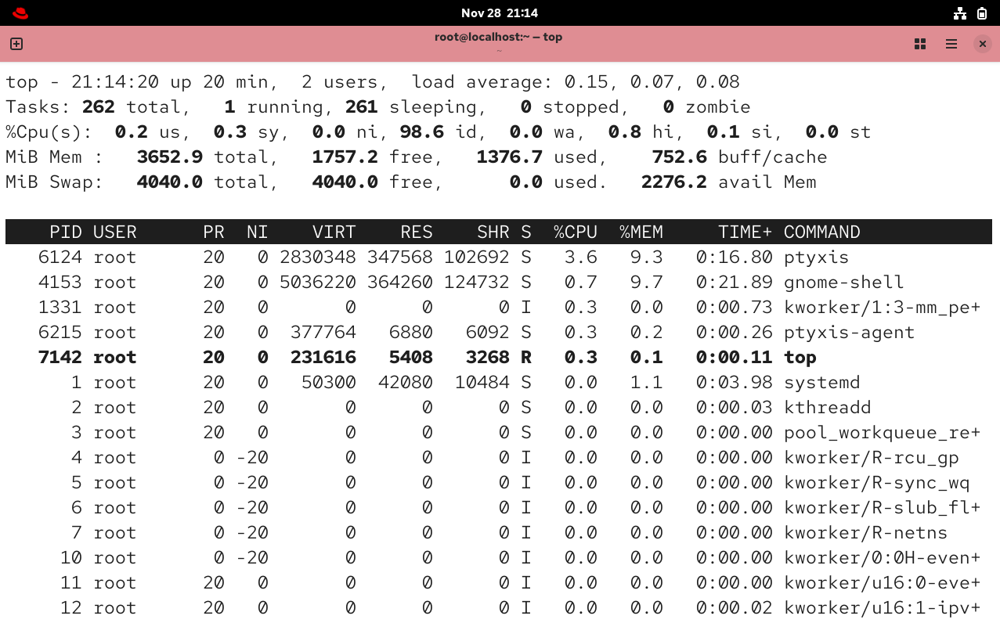 Nov 28 21:14
root@localhost:~ — top
~
top - 21:14:20 up 20 min,  2 users,  load average: 0.15, 0.07, 0.08
Tasks: 262 total,   1 running, 261 sleeping,   0 stopped,   0 zombie
%Cpu(s):  0.2 us,  0.3 sy,  0.0 ni, 98.6 id,  0.0 wa,  0.8 hi,  0.1 si,  0.0 st
MiB Mem :   3652.9 total,   1757.2 free,   1376.7 used,    752.6 buff/cache
MiB Swap:   4040.0 total,   4040.0 free,      0.0 used.   2276.2 avail Mem
    PID USER      PR  NI    VIRT    RES    SHR S  %CPU  %MEM     TIME+ COMMAND
   6124 root      20   0 2830348 347568 102692 S   3.6   9.3   0:16.80 ptyxis
   4153 root      20   0 5036220 364260 124732 S   0.7   9.7   0:21.89 gnome-shell
   1331 root      20   0       0      0      0 I   0.3   0.0   0:00.73 kworker/1:3-mm_pe+
   6215 root      20   0  377764   6880   6092 S   0.3   0.2   0:00.26 ptyxis-agent
   7142 root      20   0  231616   5408   3268 R   0.3   0.1   0:00.11 top
      1 root      20   0   50300  42080  10484 S   0.0   1.1   0:03.98 systemd
      2 root      20   0       0      0      0 S   0.0   0.0   0:00.03 kthreadd
      3 root      20   0       0      0      0 S   0.0   0.0   0:00.00 pool_workqueue_re+
      4 root       0 -20       0      0      0 I   0.0   0.0   0:00.00 kworker/R-rcu_gp
      5 root       0 -20       0      0      0 I   0.0   0.0   0:00.00 kworker/R-sync_wq
      6 root       0 -20       0      0      0 I   0.0   0.0   0:00.00 kworker/R-slub_fl+
      7 root       0 -20       0      0      0 I   0.0   0.0   0:00.00 kworker/R-netns
     10 root       0 -20       0      0      0 I   0.0   0.0   0:00.00 kworker/0:0H-even+
     11 root      20   0       0      0      0 I   0.0   0.0   0:00.00 kworker/u16:0-eve+
     12 root      20   0       0      0      0 I   0.0   0.0   0:00.02 kworker/u16:1-ipv+